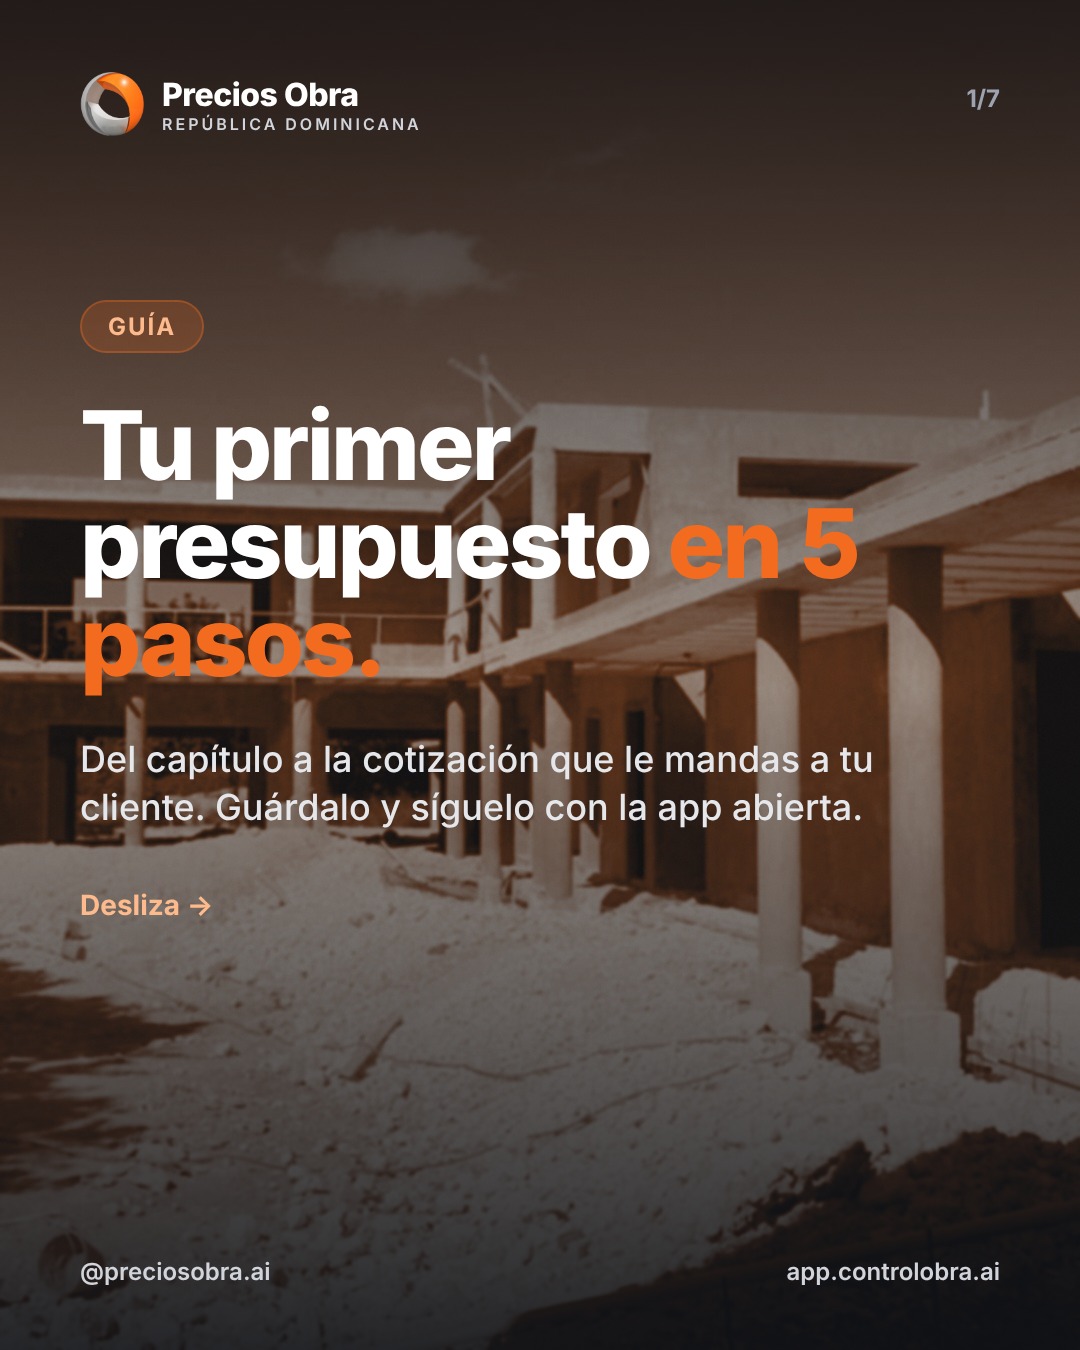 Precios Obra
REPÚBLICA DOMINICANA
1/7
GUÍA
Tu primer
presupuesto en 5
pasos.
Del capítulo a la cotización que le mandas a tu
cliente. Guárdalo y síguelo con la app abierta.
Desliza →
@preciosobra.ai
app.controlobra.ai